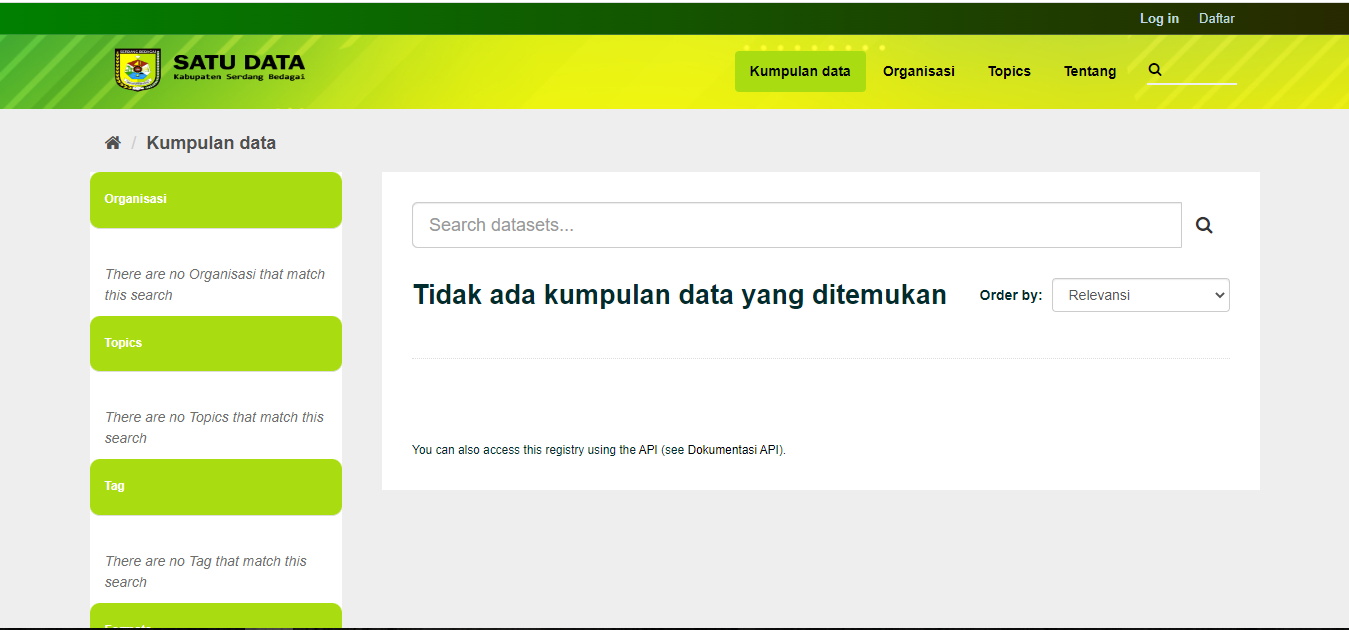 Log in Daftar
SERDANG BEDAGAI
SATU DATA
Kabupaten Serdang Bedagai
Kumpulan data Organisasi Topics Tentang
/ Kumpulan data
Organisasi
There are no Organisasi that match
this search
Topics
There are no Topics that match this
search
Tag
There are no Tag that match this
search
Search datasets...
Tidak ada kumpulan data yang ditemukan
Order by: Relevansi
You can also access this registry using the API (see Dokumentasi API).